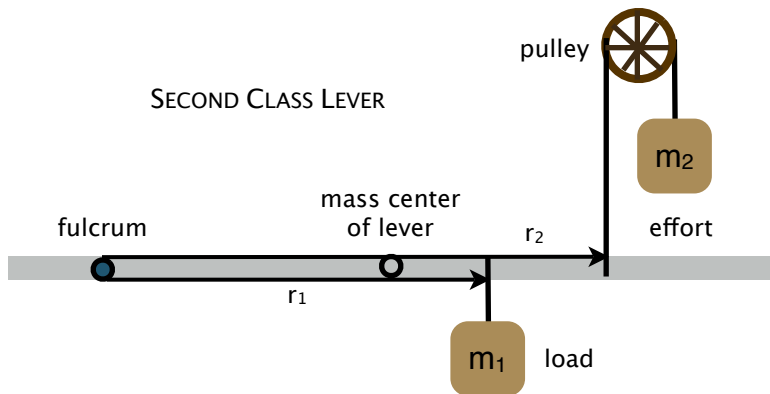 pulley
SECOND CLASS LEVER
m₂
mass center
of lever
fulcrum
r₂
effort
r₁
m₁
load